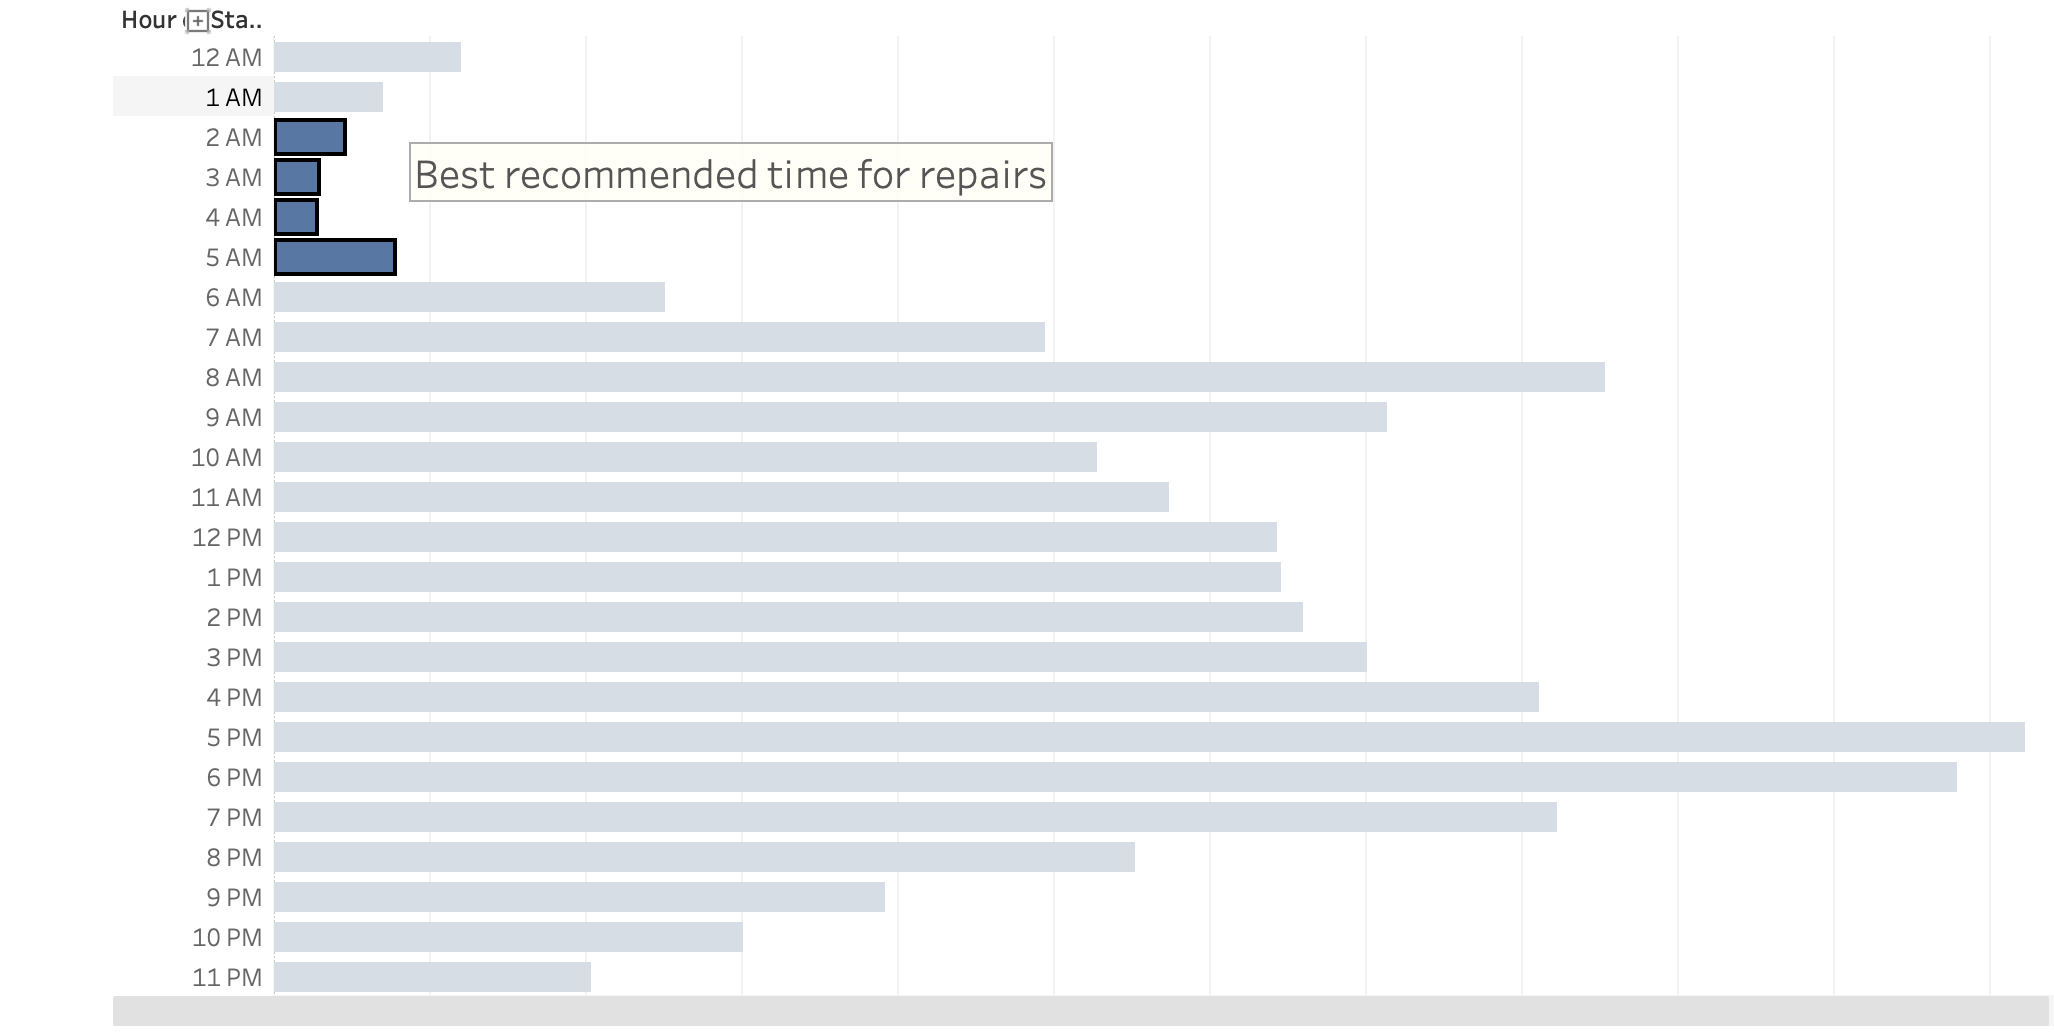 Hour Sta..
12 AM
1 AM
2 AM
3 AM
4 AM
5 AM
Best recommended time for repairs
6 AM
7 AM
8 AM
9 AM
10 AM
11 AM
12 PM
1 PM
2 PM
3 PM
4 PM
5 PM
6 PM
7 PM
8 PM
9 PM
10 PM
11 PM